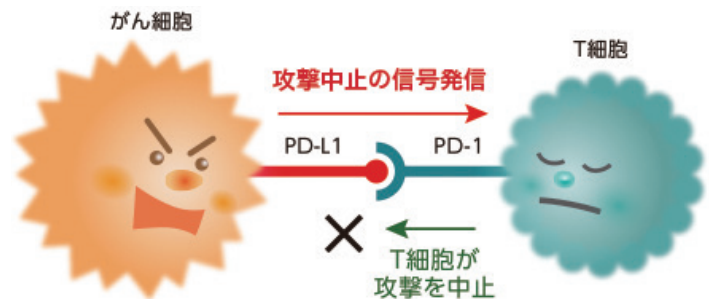 がん細胞
T細胞
攻撃中止の信号発信
PD-L1
PD-1
T細胞が
攻撃を中止